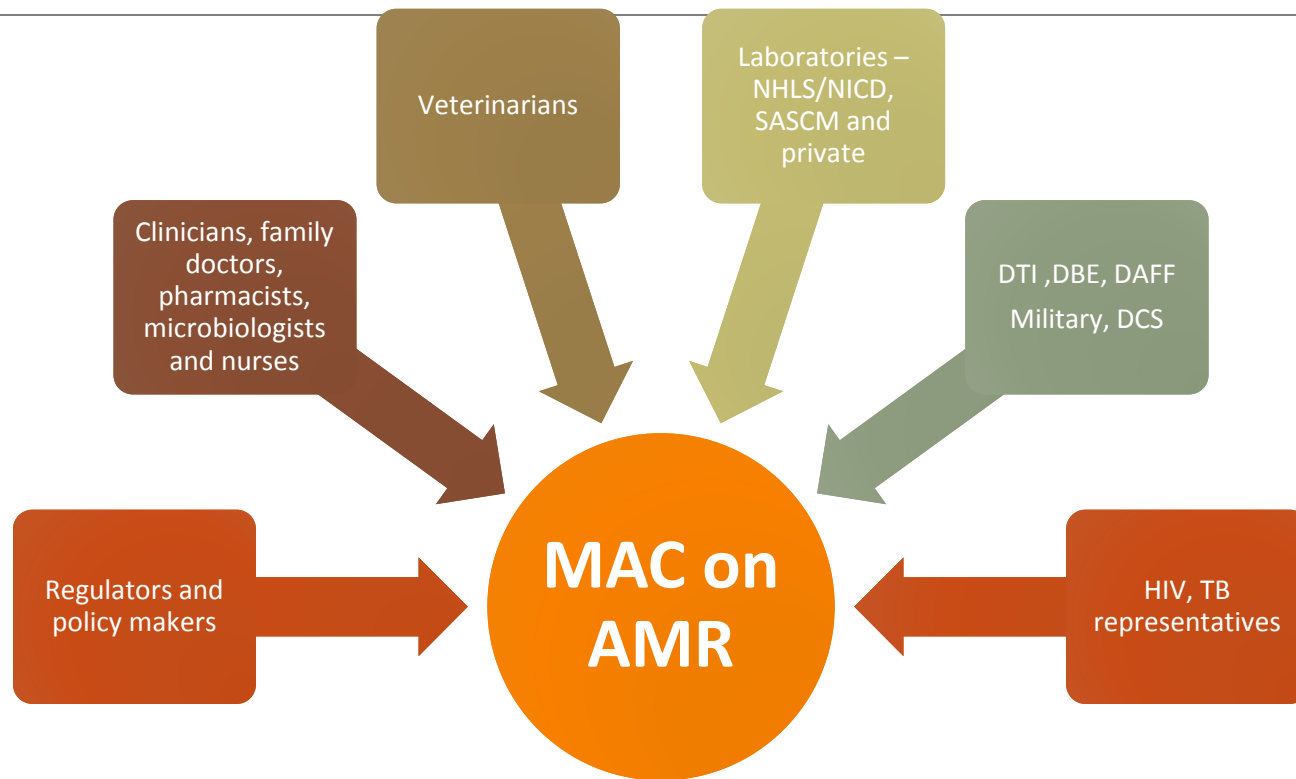 Veterinarians
Laboratories –
NHLS/NICD,
SASCM and
private
Clinicians, family
doctors,
pharmacists,
microbiologists
and nurses
DTI ,DBE, DAFF
Military, DCS
Regulators and
policy makers
MAC on
AMR
HIV, TB
representatives